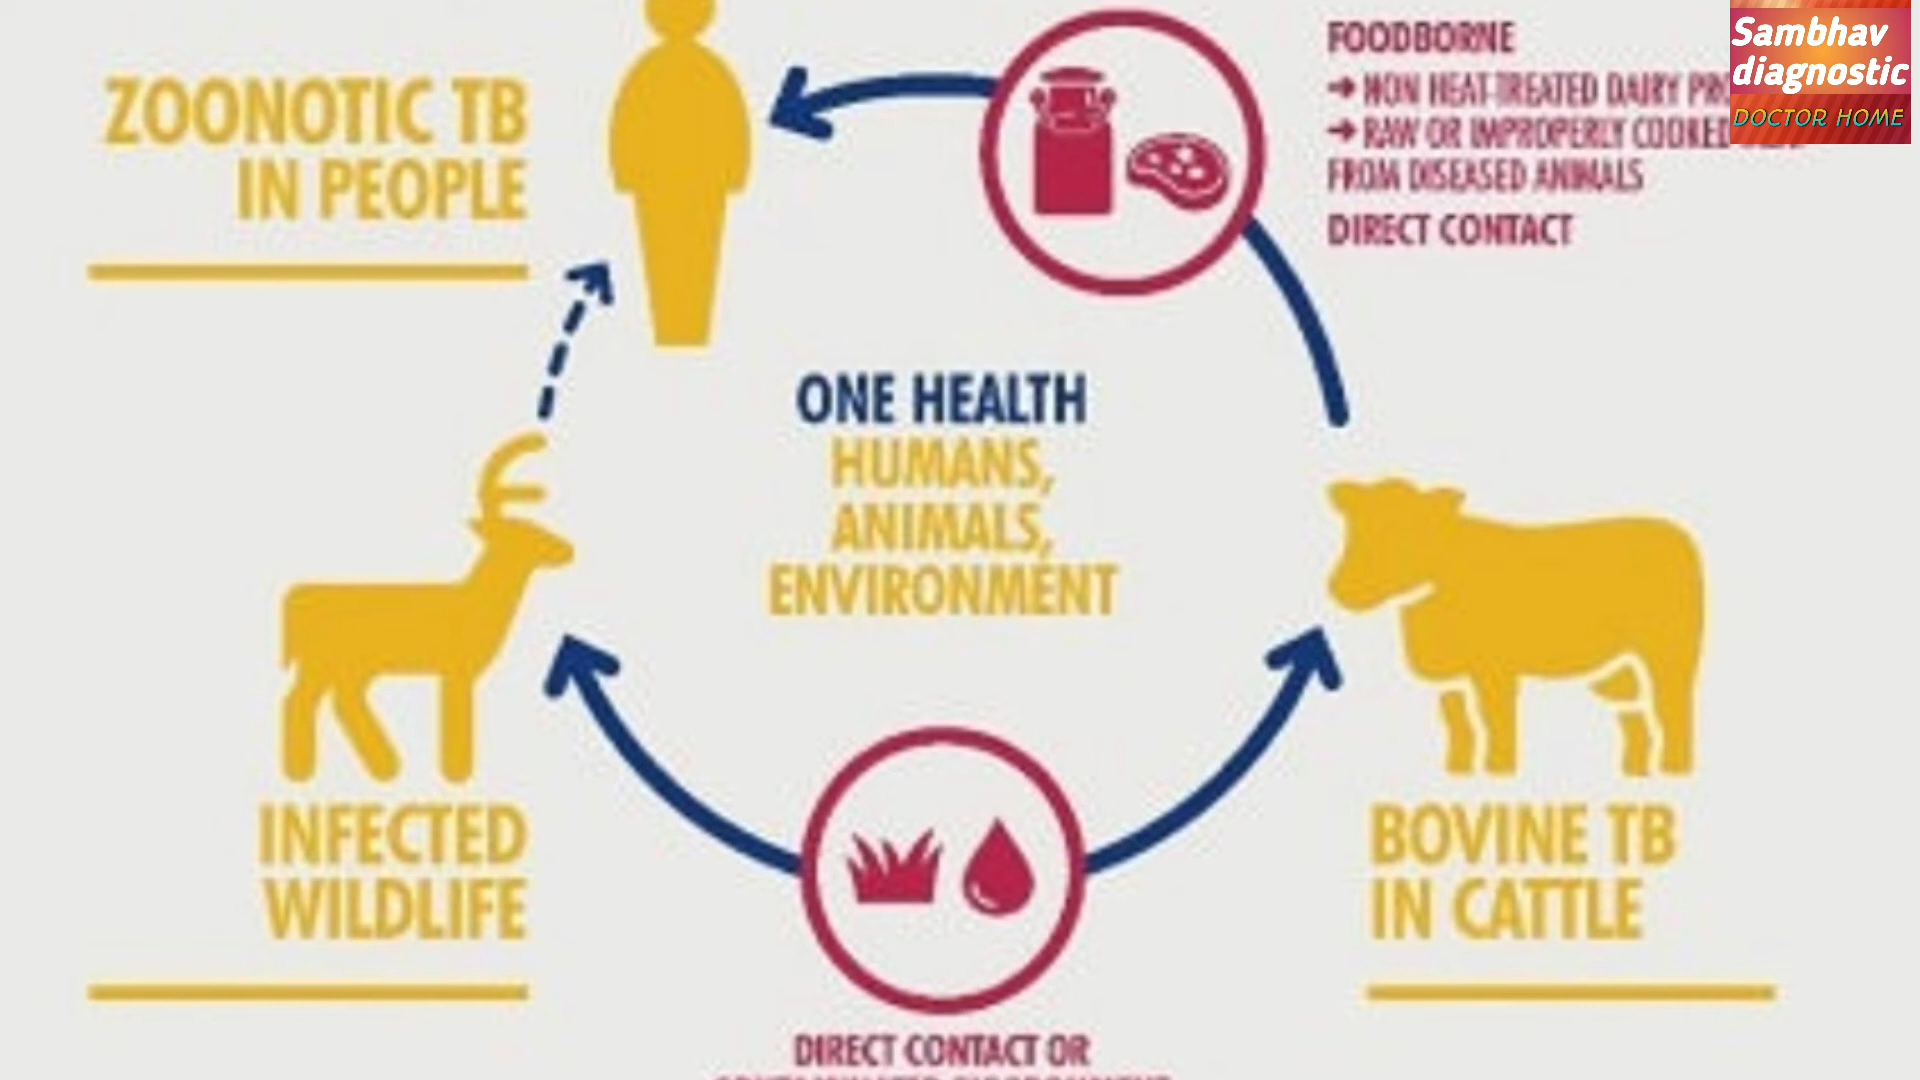 ZOONOTIC TB
IN PEOPLE
FOODBORNE
→ NON HEAT-TREATED DAIRY
→ RAW OR IMPROPERLY COOKED
FROM DISEASED ANIMALS
DIRECT CONTACT
Sambhav
diagnostic
DOCTOR HOME
ONE HEALTH
HUMANS,
ANIMALS,
ENVIRONMENT
INFECTED
WILDLIFE
BOVINE TB
IN CATTLE
DIRECT CONTACT OR